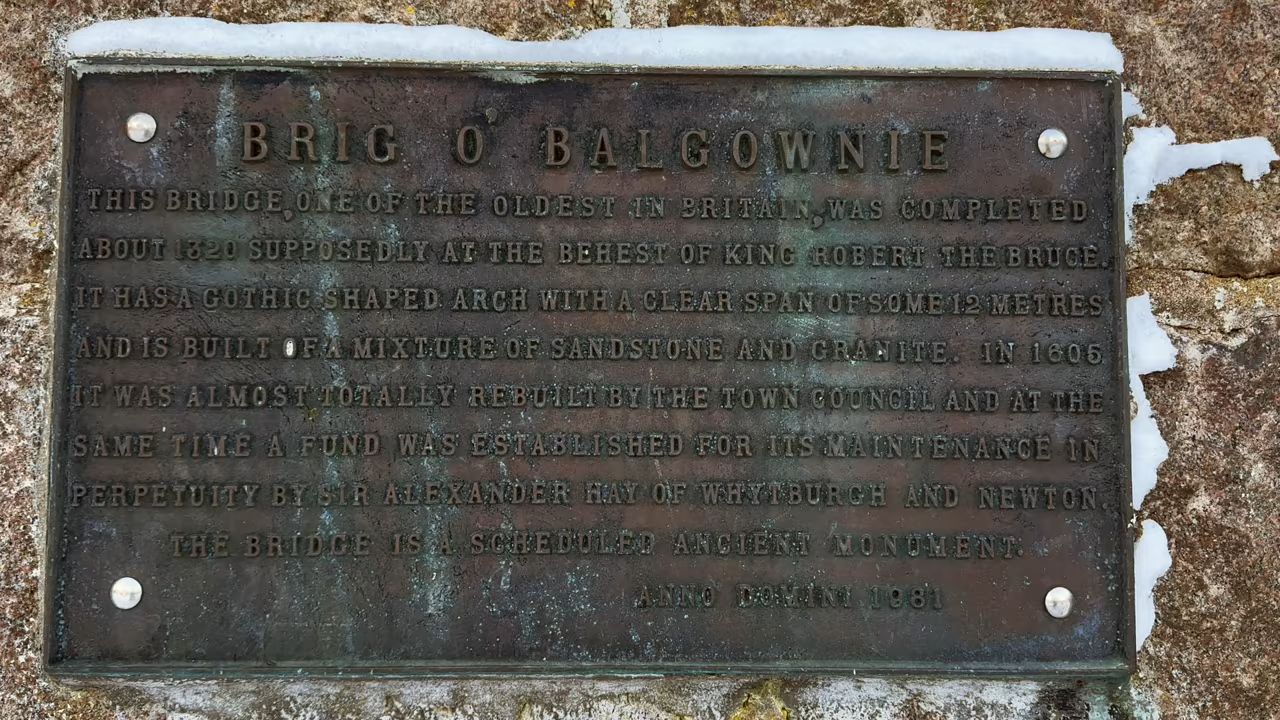 BRIG O' BALGOWNIE
THIS BRIDGE, ONE OF THE OLDEST IN BRITAIN, WAS COMPLETED
ABOUT 1320 SUPPOSEDLY AT THE BEHEST OF KING ROBERT THE BRUCE.
IT HAS A GOTHIC SHAPED ARCH WITH A CLEAR SPAN OF SOME 12 METRES
AND IS BUILT OF A MIXTURE OF SANDSTONE AND GRANITE. IN 1605
IT WAS ALMOST TOTALLY REBUILT BY THE TOWN COUNCIL AND AT THE
SAME TIME A FUND WAS ESTABLISHED FOR ITS MAINTENANCE IN
PERPETUITY BY SIR ALEXANDER HAY OF WHYTBURGH AND NEWTON.
THE BRIDGE IS A SCHEDULED ANCIENT MONUMENT.
ANNO DOMINI 1981